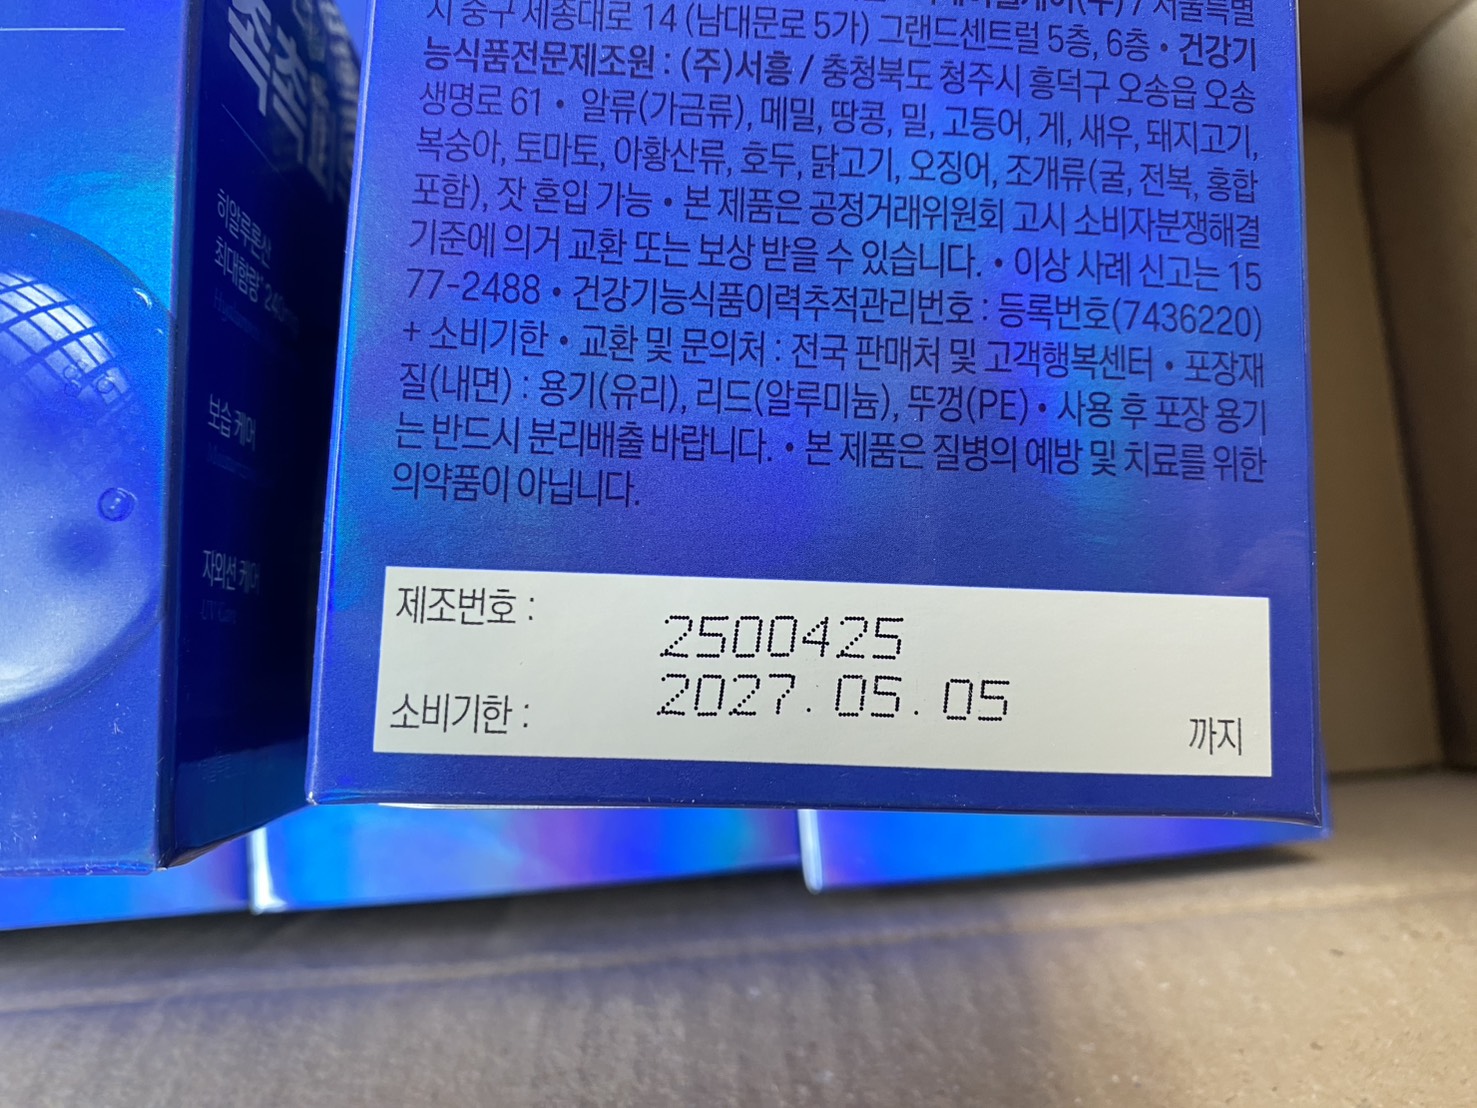 촉촉
히알루론산
최대함량* 240mg
보습 케어
자외선 케어
지 중구 세종대로 14 (남대문로 5가) 그랜드센트럴 5층, 6층 • 건강기
능식품전문제조원 : (주)서흥 / 충청북도 청주시 흥덕구 오송읍 오송
생명로 61 • 알류(가금류), 메밀, 땅콩, 밀, 고등어, 게, 새우, 돼지고기,
복숭아, 토마토, 아황산류, 호두, 닭고기, 오징어, 조개류(굴, 전복, 홍합
포함), 잣 혼입 가능 • 본 제품은 공정거래위원회 고시 소비자분쟁해결
기준에 의거 교환 또는 보상 받을 수 있습니다. • 이상 사례 신고는 15
77-2488 • 건강기능식품이력추적관리번호 : 등록번호(7436220)
+ 소비기한 • 교환 및 문의처 : 전국 판매처 및 고객행복센터 • 포장재
질(내면) : 용기(유리), 리드(알루미늄), 뚜껑(PE) • 사용 후 포장 용기
는 반드시 분리배출 바랍니다. • 본 제품은 질병의 예방 및 치료를 위한
의약품이 아닙니다.
제조번호 : 2500425
소비기한 : 2027.05.05 까지